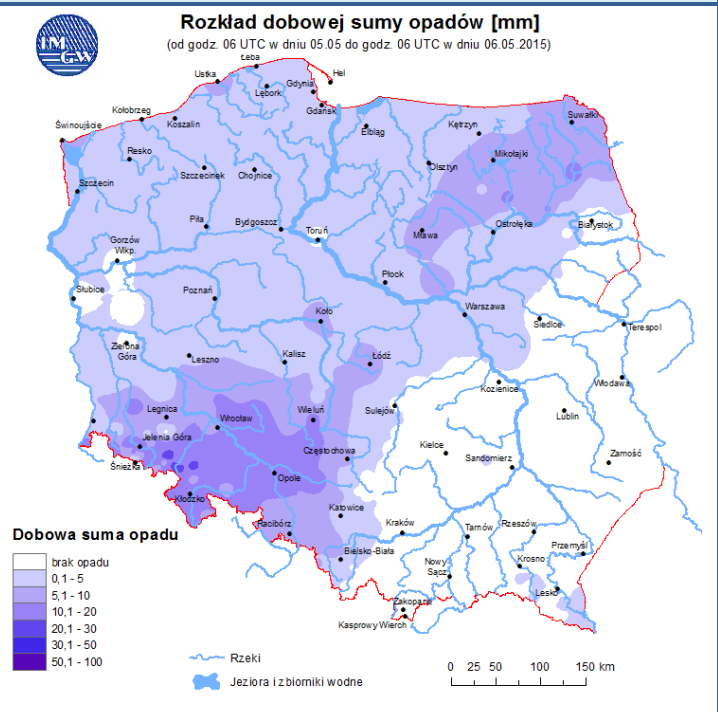 Rozkład dobowej sumy opadów [mm]
(od godz. 06 UTC w dniu 05.05 do godz. 06 UTC w dniu 06.05.2015)
IM
GW
Łeba
Hel
Ustka
Gdynia
Lębork
Gdańsk
Suwałki
Kołobrzeg
Koszalin
Świnoujście
Elbląg
Kętrzyn
Resko
Mikołajki
Olsztyn
Szczecinek
Chojnice
Szczecin
Piła
Bydgoszcz
Toruń
Mława
Ostrołęka
Białystok
Gorzów
Wlkp.
Płock
Słubice
Poznań
Koło
Warszawa
Siedlce
Terespol
Zielona
Góra
Leszno
Kalisz
Łódź
Kozienice
Włodawa
Legnica
Wrocław
Wieluń
Sulejów
Lublin
Jelenia Góra
Częstochowa
Kielce
Sandomierz
Zamość
Śnieżka
Opole
Kłodzko
Katowice
Racibórz
Kraków
Tarnów
Rzeszów
Przemyśl
Bielsko-Biała
Nowy
Sącz
Krosno
Lesko
Zakopane
Kasprowy Wierch
Dobowa suma opadu
brak opadu
0,1 - 5
5,1 - 10
10,1 - 20
20,1 - 30
30,1 - 50
50,1 - 100
Rzeki
Jeziora i zbiorniki wodne
0 25 50 100 150 km